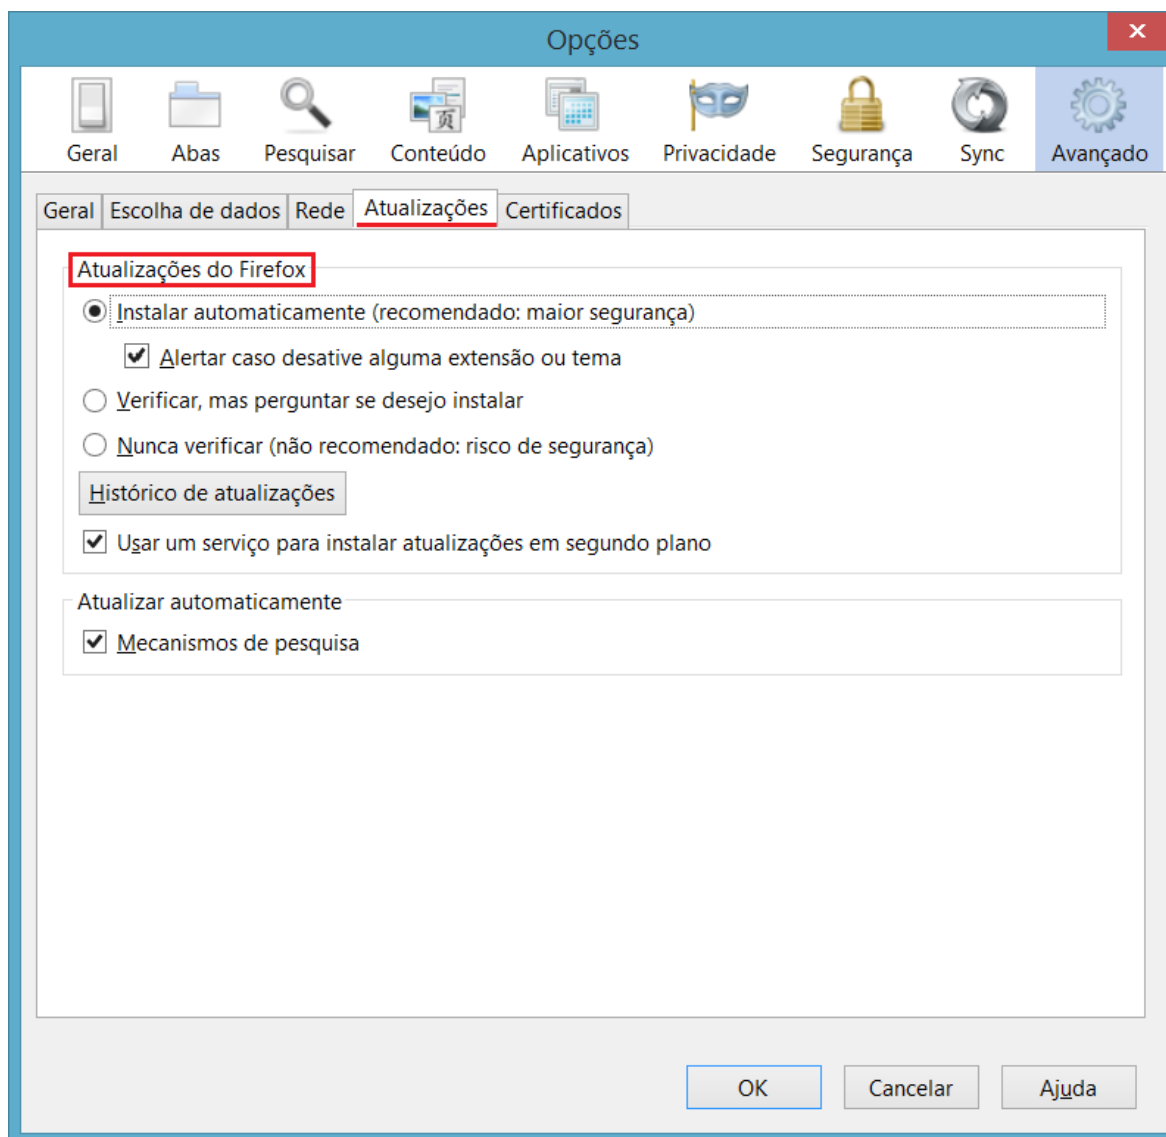 Opções
Geral Abas Pesquisar Conteúdo Aplicativos Privacidade Segurança Sync Avançado
Geral Escolha de dados Rede Atualizações Certificados
Atualizações do Firefox
Instalar automaticamente (recomendado: maior segurança)
Alertar caso desative alguma extensão ou tema
Verificar, mas perguntar se desejo instalar
Nunca verificar (não recomendado: risco de segurança)
Histórico de atualizações
Usar um serviço para instalar atualizações em segundo plano
Atualizar automaticamente
Mecanismos de pesquisa
OK Cancelar Ajuda